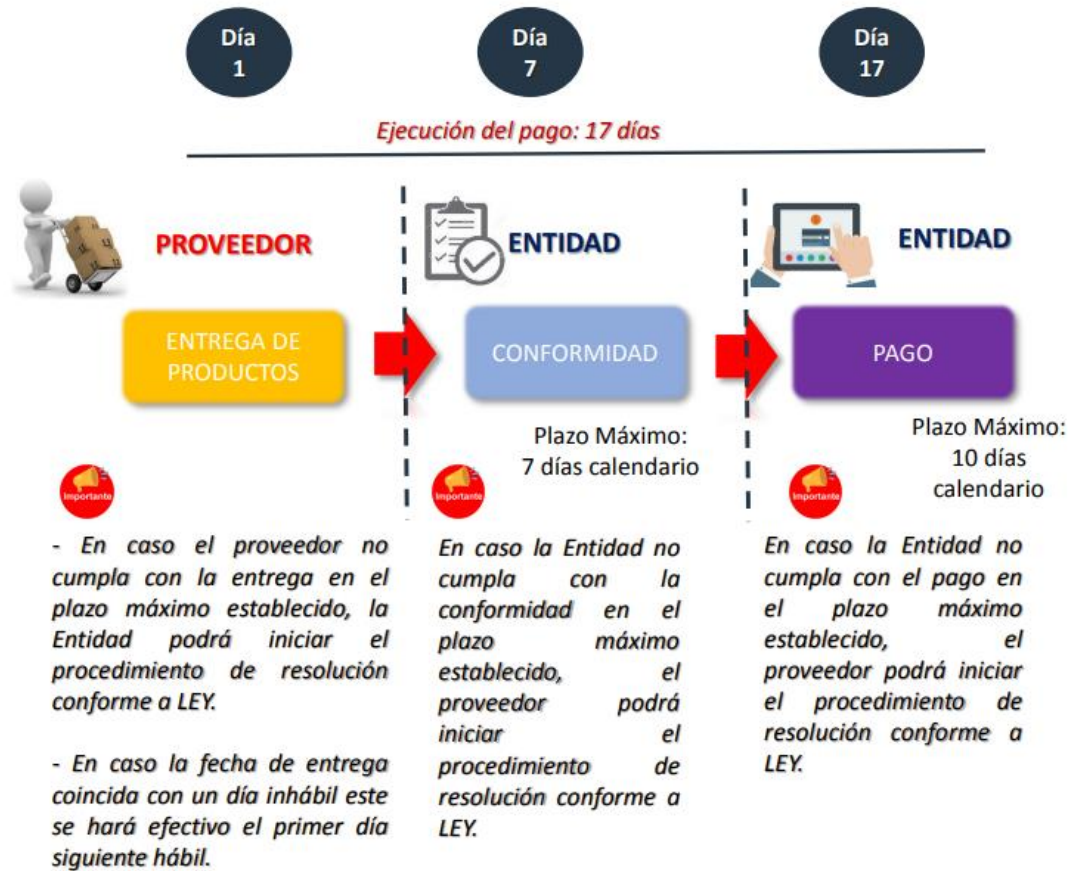 Día
1
Día
7
Día
17
Ejecución del pago: 17 días
PROVEEDOR
ENTIDAD
ENTIDAD
ENTREGA DE
PRODUCTOS
CONFORMIDAD
PAGO
Plazo Máximo:
7 días calendario
Plazo Máximo:
10 días
calendario
Importante
- En caso el proveedor no
cumpla con la entrega en el
plazo máximo establecido, la
Entidad podrá iniciar el
procedimiento de resolución
conforme a LEY.
- En caso la fecha de entrega
coincida con un día inhábil este
se hará efectivo el primer día
siguiente hábil.
Importante
En caso la Entidad no
cumpla con la
conformidad en el
plazo máximo
establecido, el
proveedor podrá
iniciar el
procedimiento de
resolución conforme a
LEY.
Importante
En caso la Entidad no
cumpla con el pago en
el plazo máximo
establecido, el
proveedor podrá iniciar
el procedimiento de
resolución conforme a
LEY.